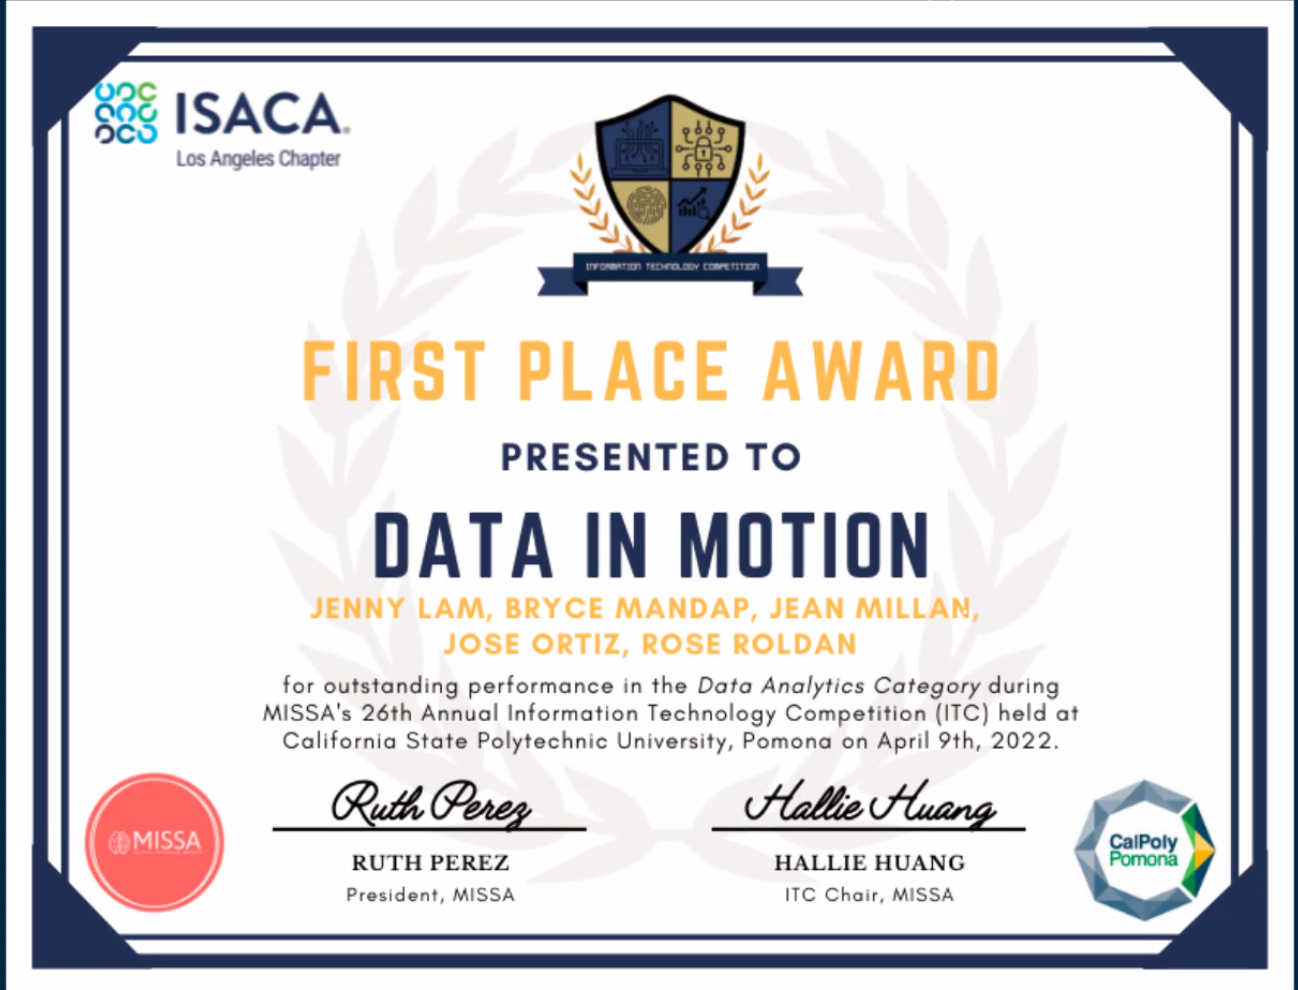 ISACA®
Los Angeles Chapter
INFORMATION TECHNOLOGY COMPETITION
FIRST PLACE AWARD
PRESENTED TO
DATA IN MOTION
JENNY LAM, BRYCE MANDAP, JEAN MILLAN,
JOSE ORTIZ, ROSE ROLDAN
for outstanding performance in the Data Analytics Category during
MISSA's 26th Annual Information Technology Competition (ITC) held at
California State Polytechnic University, Pomona on April 9th, 2022.
Ruth Perez
Hallie Huang
RUTH PEREZ
HALLIE HUANG
President, MISSA
ITC Chair, MISSA
MISSA
CalPoly
Pomona